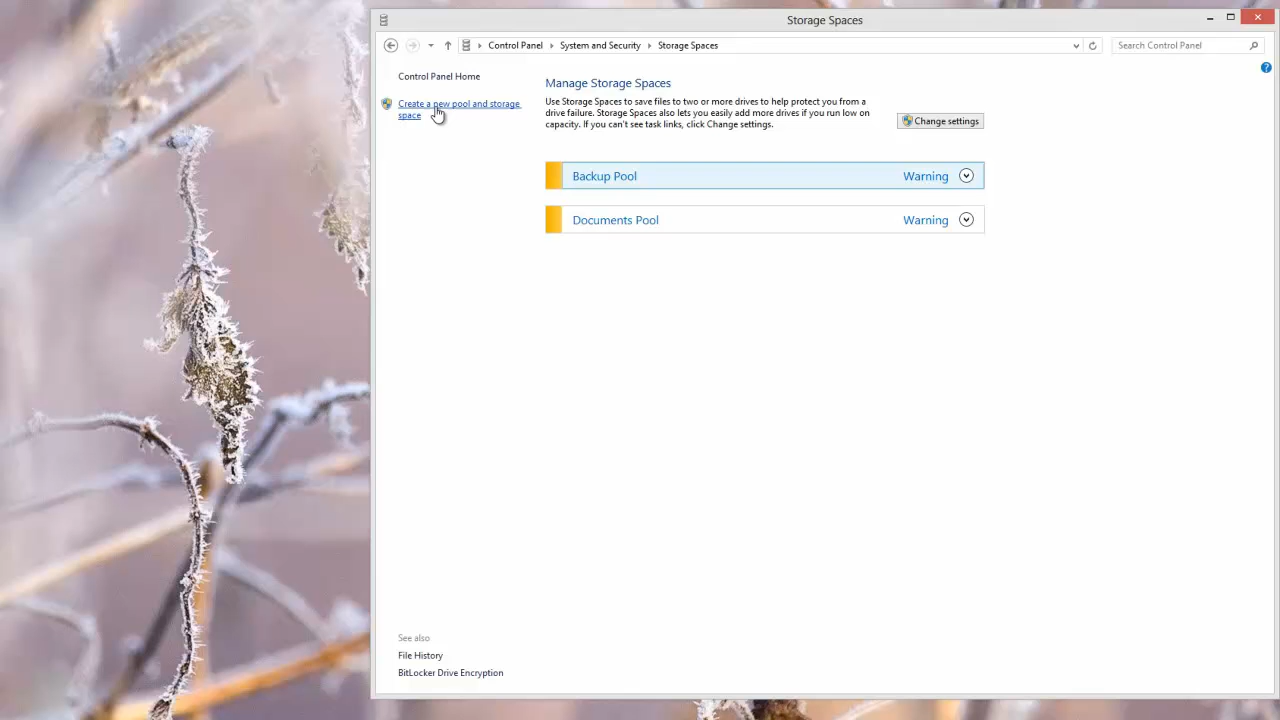 Storage Spaces
Control Panel
System and Security
Storage Spaces
Search Control Panel
Control Panel Home
Create a new pool and storage
space
Manage Storage Spaces
Use Storage Spaces to save files to two or more drives to help protect you from a
drive failure. Storage Spaces also lets you easily add more drives if you run low on
capacity. If you can't see task links, click Change settings.
Change settings
Backup Pool Warning
Documents Pool Warning
See also
File History
BitLocker Drive Encryption